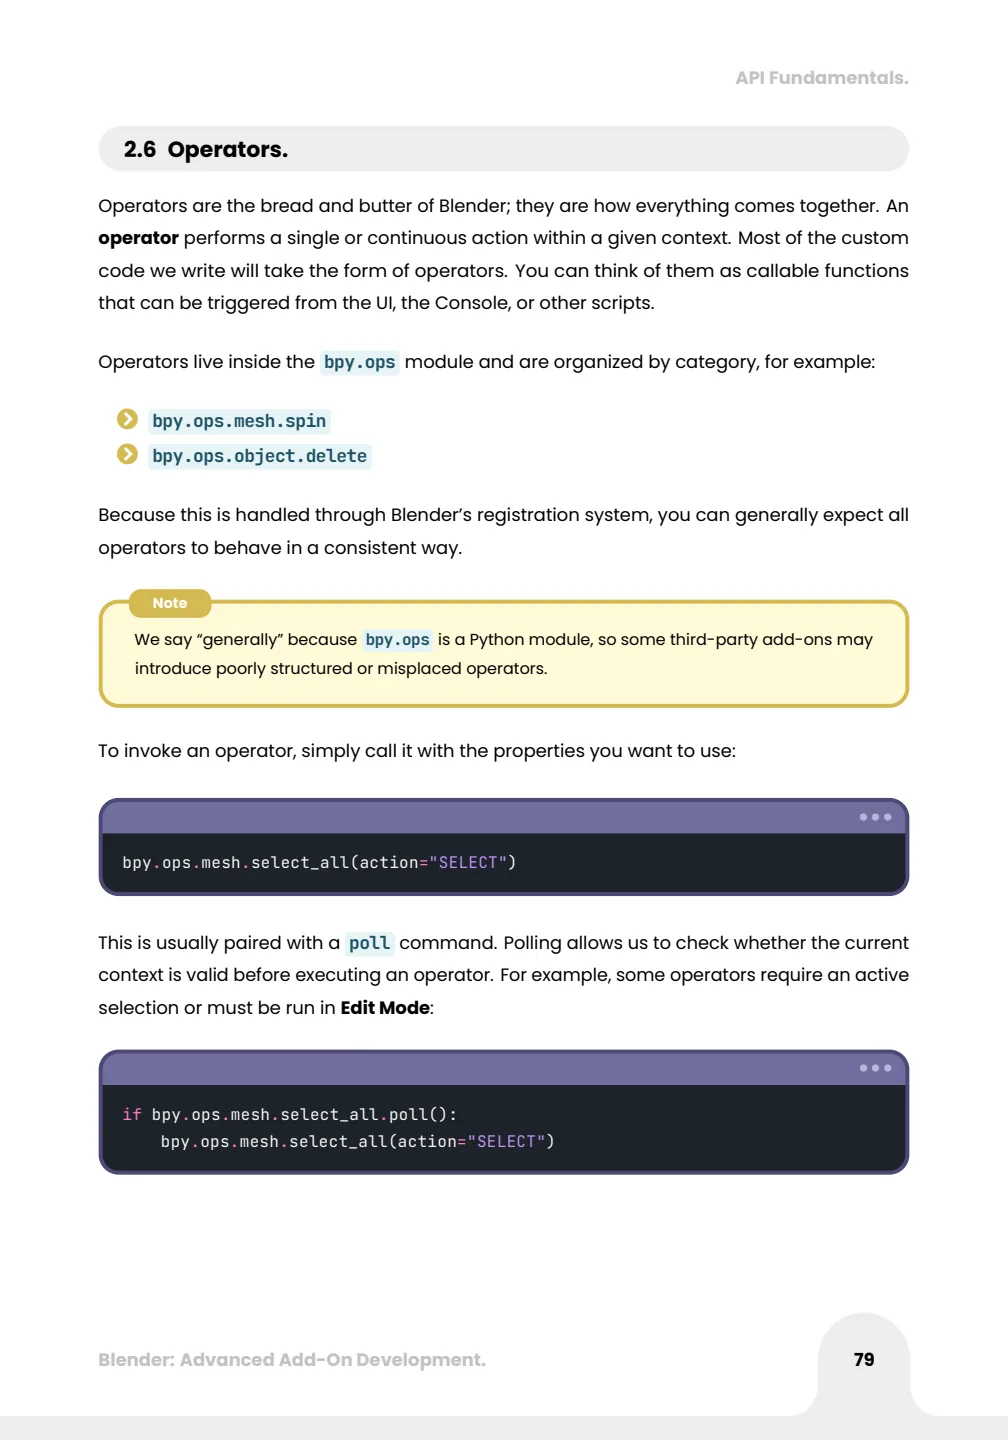 API Fundamentals.
2.6 Operators.
Operators are the bread and butter of Blender; they are how everything comes together. An
operator performs a single or continuous action within a given context. Most of the custom
code we write will take the form of operators. You can think of them as callable functions
that can be triggered from the UI, the Console, or other scripts.
Operators live inside the bpy.ops module and are organized by category, for example:
bpy.ops.mesh.spin
bpy.ops.object.delete
Because this is handled through Blender’s registration system, you can generally expect all
operators to behave in a consistent way.
Note
We say “generally” because bpy.ops is a Python module, so some third-party add-ons may
introduce poorly structured or misplaced operators.
To invoke an operator, simply call it with the properties you want to use:
bpy.ops.mesh.select_all(action="SELECT")
This is usually paired with a poll command. Polling allows us to check whether the current
context is valid before executing an operator. For example, some operators require an active
selection or must be run in Edit Mode:
if bpy.ops.mesh.select_all.poll():
    bpy.ops.mesh.select_all(action="SELECT")
Blender: Advanced Add-On Development.
79